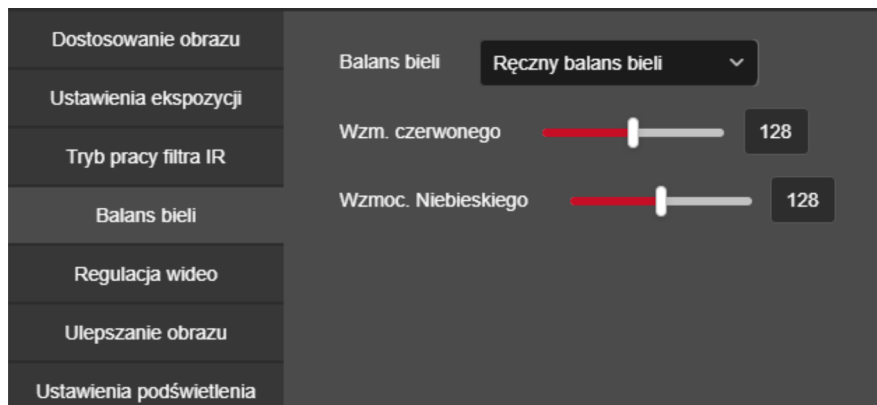 Dostosowanie obrazu
Ustawienia ekspozycji
Tryb pracy filtra IR
Balans bieli
Regulacja wideo
Ulepszanie obrazu
Ustawienia podświetlenia
Balans bieli Ręczny balans bieli
Wzm. czerwonego 128
Wzmoc. Niebieskiego 128